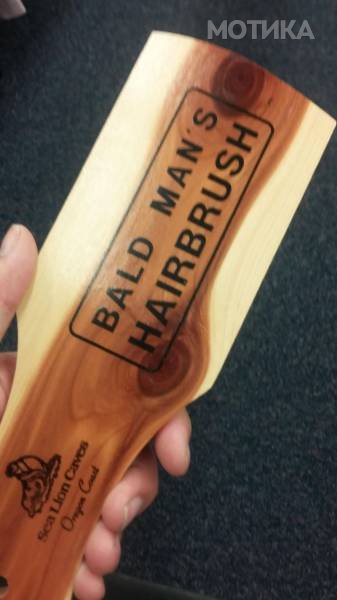 МОТИКА
BALD MAN'S
HAIRBRUSH
Sea Lion Caves
Oregon Coast